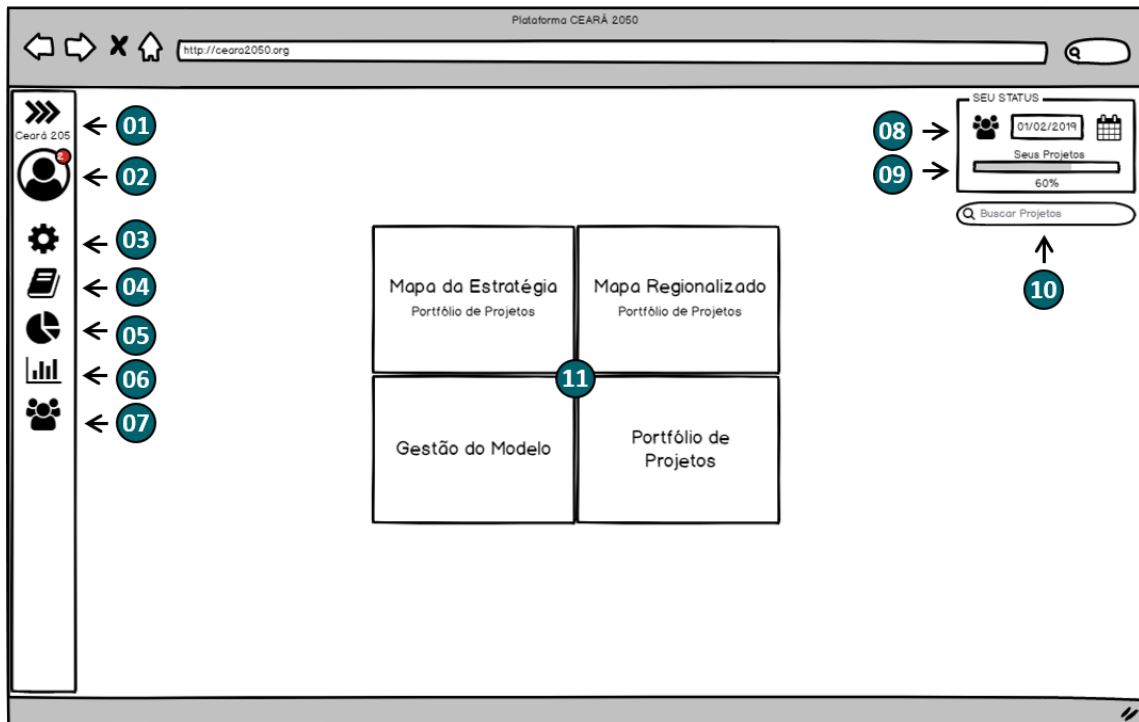 Plataforma CEARÁ 2050
http://ceara2050.org
Ceará 205
2
01
02
03
04
05
06
07
SEU STATUS
08
01/02/2019
Seus Projetos
09
60%
Buscar Projetos
10
Mapa da Estratégia
Portfólio de Projetos
Mapa Regionalizado
Portfólio de Projetos
11
Gestão do Modelo
Portfólio de
Projetos